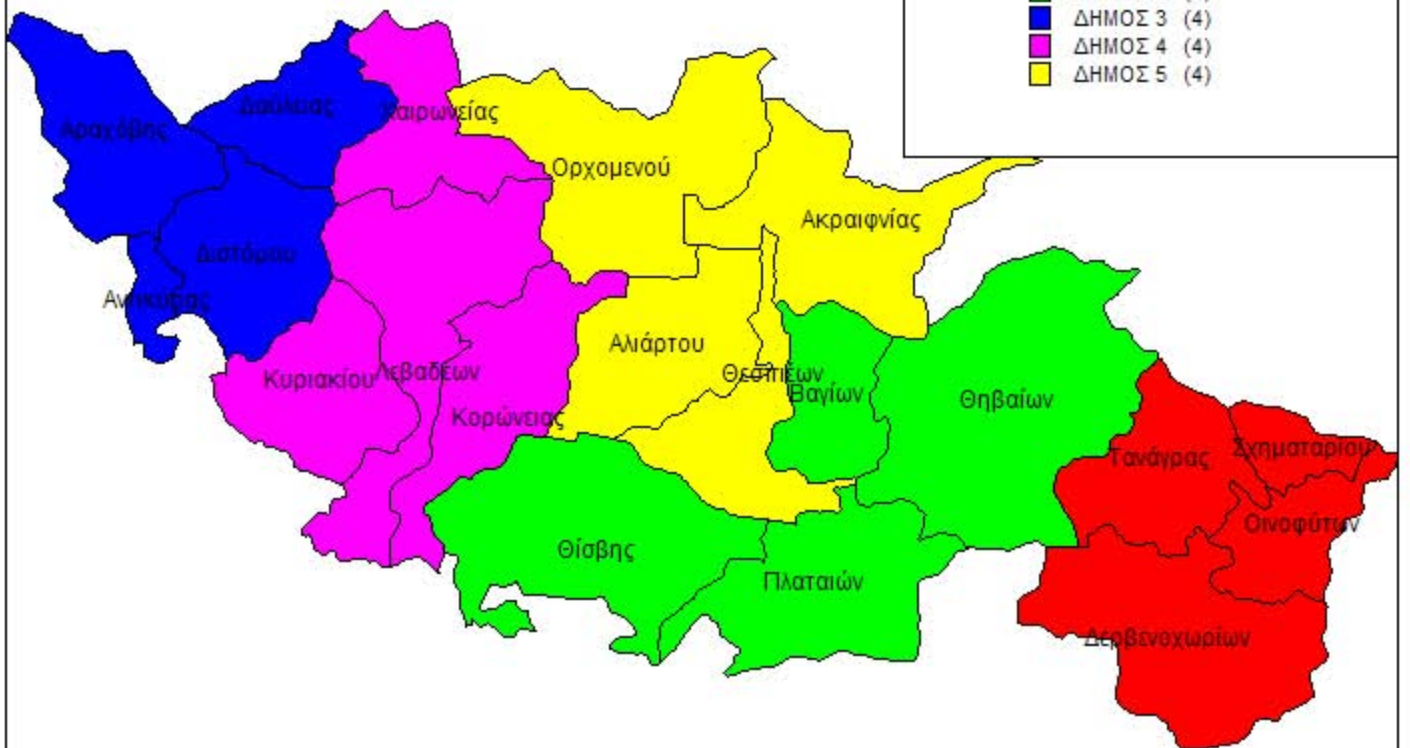 ΔΗΜΟΣ 3 (4)
ΔΗΜΟΣ 4 (4)
ΔΗΜΟΣ 5 (4)
Δαύλειας
Χαιρωνείας
Αραχόβης
Ορχομενού
Ακραιφνίας
Διστόμου
Αντικύρας
Αλιάρτου
Κυριακίου
Λεβαδέων
Θεσπιέων
Βαγίων
Θηβαίων
Κορώνειας
Τανάγρας
Σχηματαρίου
Οινοφύτων
Θίσβης
Πλαταιών
Δερβενοχωρίων